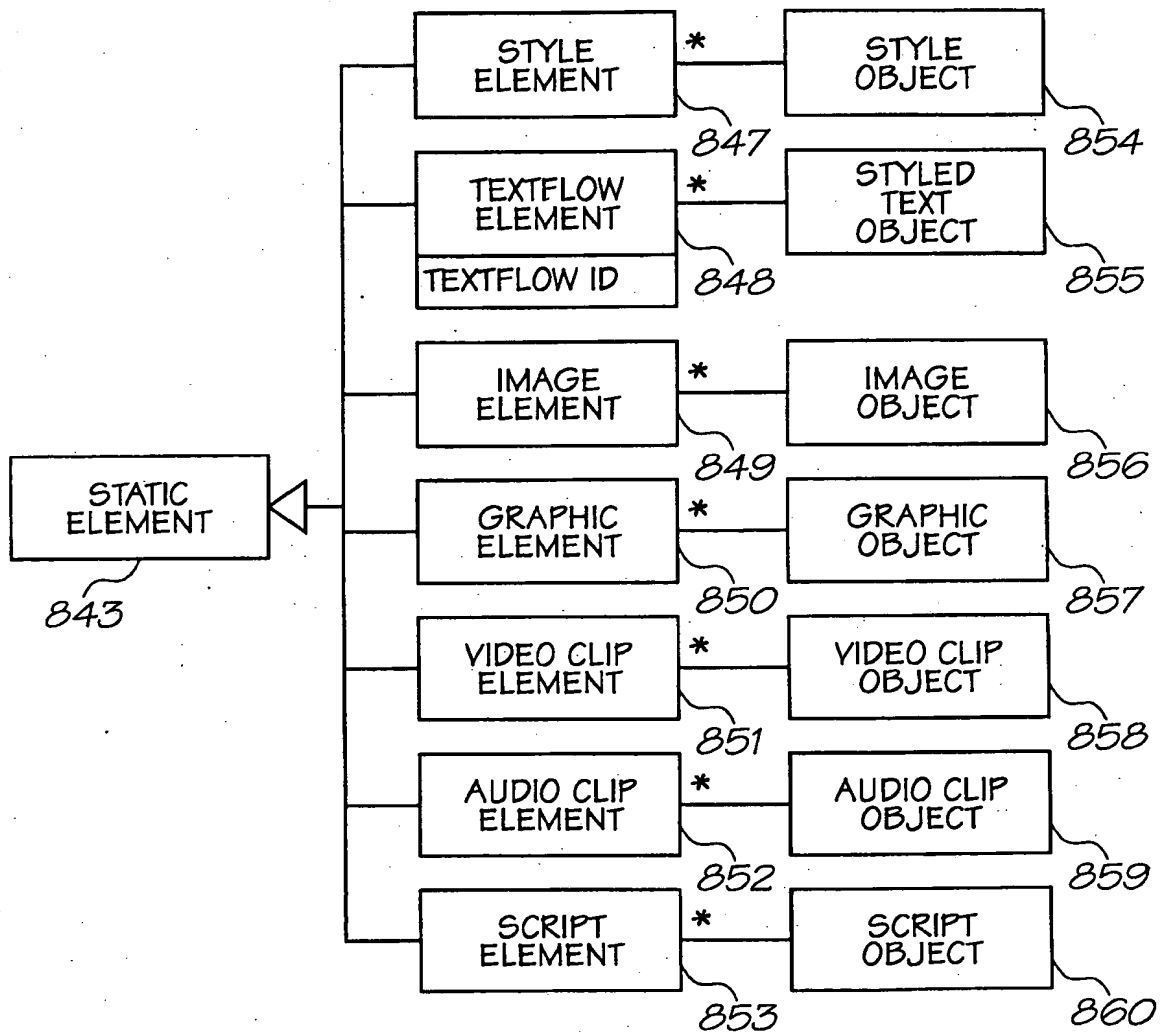 STYLE
ELEMENT
*
STYLE
OBJECT
847
854
TEXTFLOW
ELEMENT
*
STYLED
TEXT
OBJECT
TEXTFLOW ID
848
855
IMAGE
ELEMENT
*
IMAGE
OBJECT
849
856
STATIC
ELEMENT
843
GRAPHIC
ELEMENT
*
GRAPHIC
OBJECT
850
857
VIDEO CLIP
ELEMENT
*
VIDEO CLIP
OBJECT
851
858
AUDIO CLIP
ELEMENT
*
AUDIO CLIP
OBJECT
852
859
SCRIPT
ELEMENT
*
SCRIPT
OBJECT
853
860